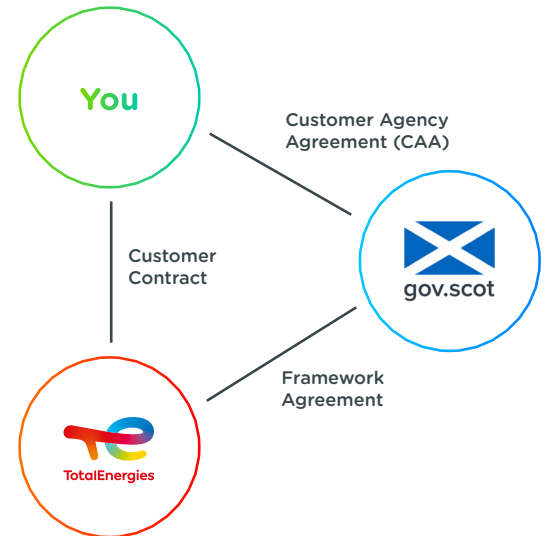 You
Customer Agency
Agreement (CAA)
Customer
Contract
gov.scot
Framework
Agreement
TotalEnergies